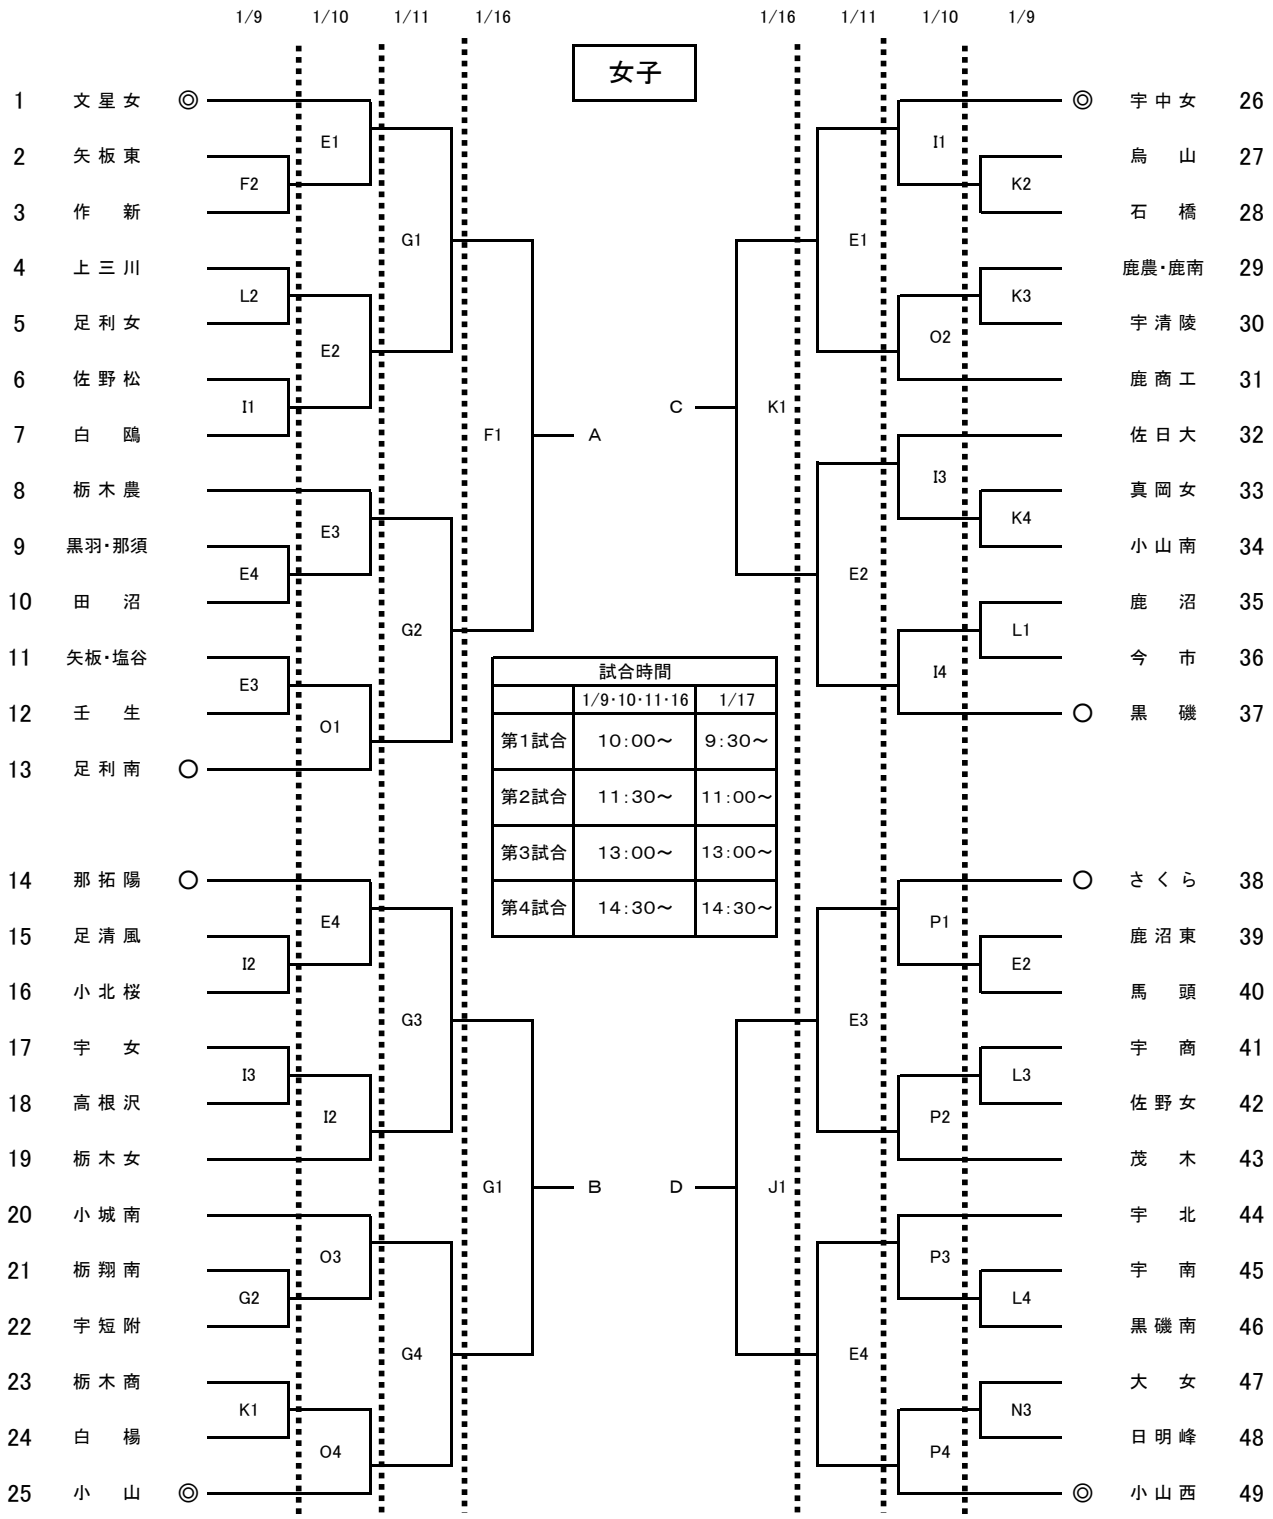 1/9 1/10 1/11 1/16 1/16 1/11 1/10 1/9
女子
1 文星女 ◎ ◎ 宇中女 26
E1 I1
2 矢板東 烏山 27
F2 K2
3 作新 石橋 28
G1 E1
4 上三川 鹿農・鹿南 29
L2 K3
5 足利女 宇清陵 30
E2 O2
6 佐野松 鹿商工 31
I1 C K1
7 白鴎 F1 A 佐日大 32
I3
8 栃木農 真岡女 33
E3 K4
9 黒羽・那須 小山南 34
E4 E2
10 田沼 鹿沼 35
G2 L1
11 矢板・塩谷 今市 36
E3 I4
12 壬生 ○ 黒磯 37
O1
13 足利南 ○
試合時間
1/9・10・11・16 1/17
第1試合 10:00～ 9:30～
第2試合 11:30～ 11:00～
第3試合 13:00～ 13:00～
第4試合 14:30～ 14:30～
14 那拓陽 ○ ○ さくら 38
E4 P1
15 足清風 鹿沼東 39
I2 E2
16 小北桜 馬頭 40
G3 E3
17 宇女 宇商 41
I3 L3
18 高根沢 佐野女 42
I2 P2
19 栃木女 茂木 43
G1 B D J1
20 小城南 宇北 44
O3 P3
21 栃翔南 宇南 45
G2 L4
22 宇短附 黒磯南 46
G4 E4
23 栃木商 大女 47
K1 N3
24 白楊 日明峰 48
O4 P4
25 小山 ◎ ◎ 小山西 49